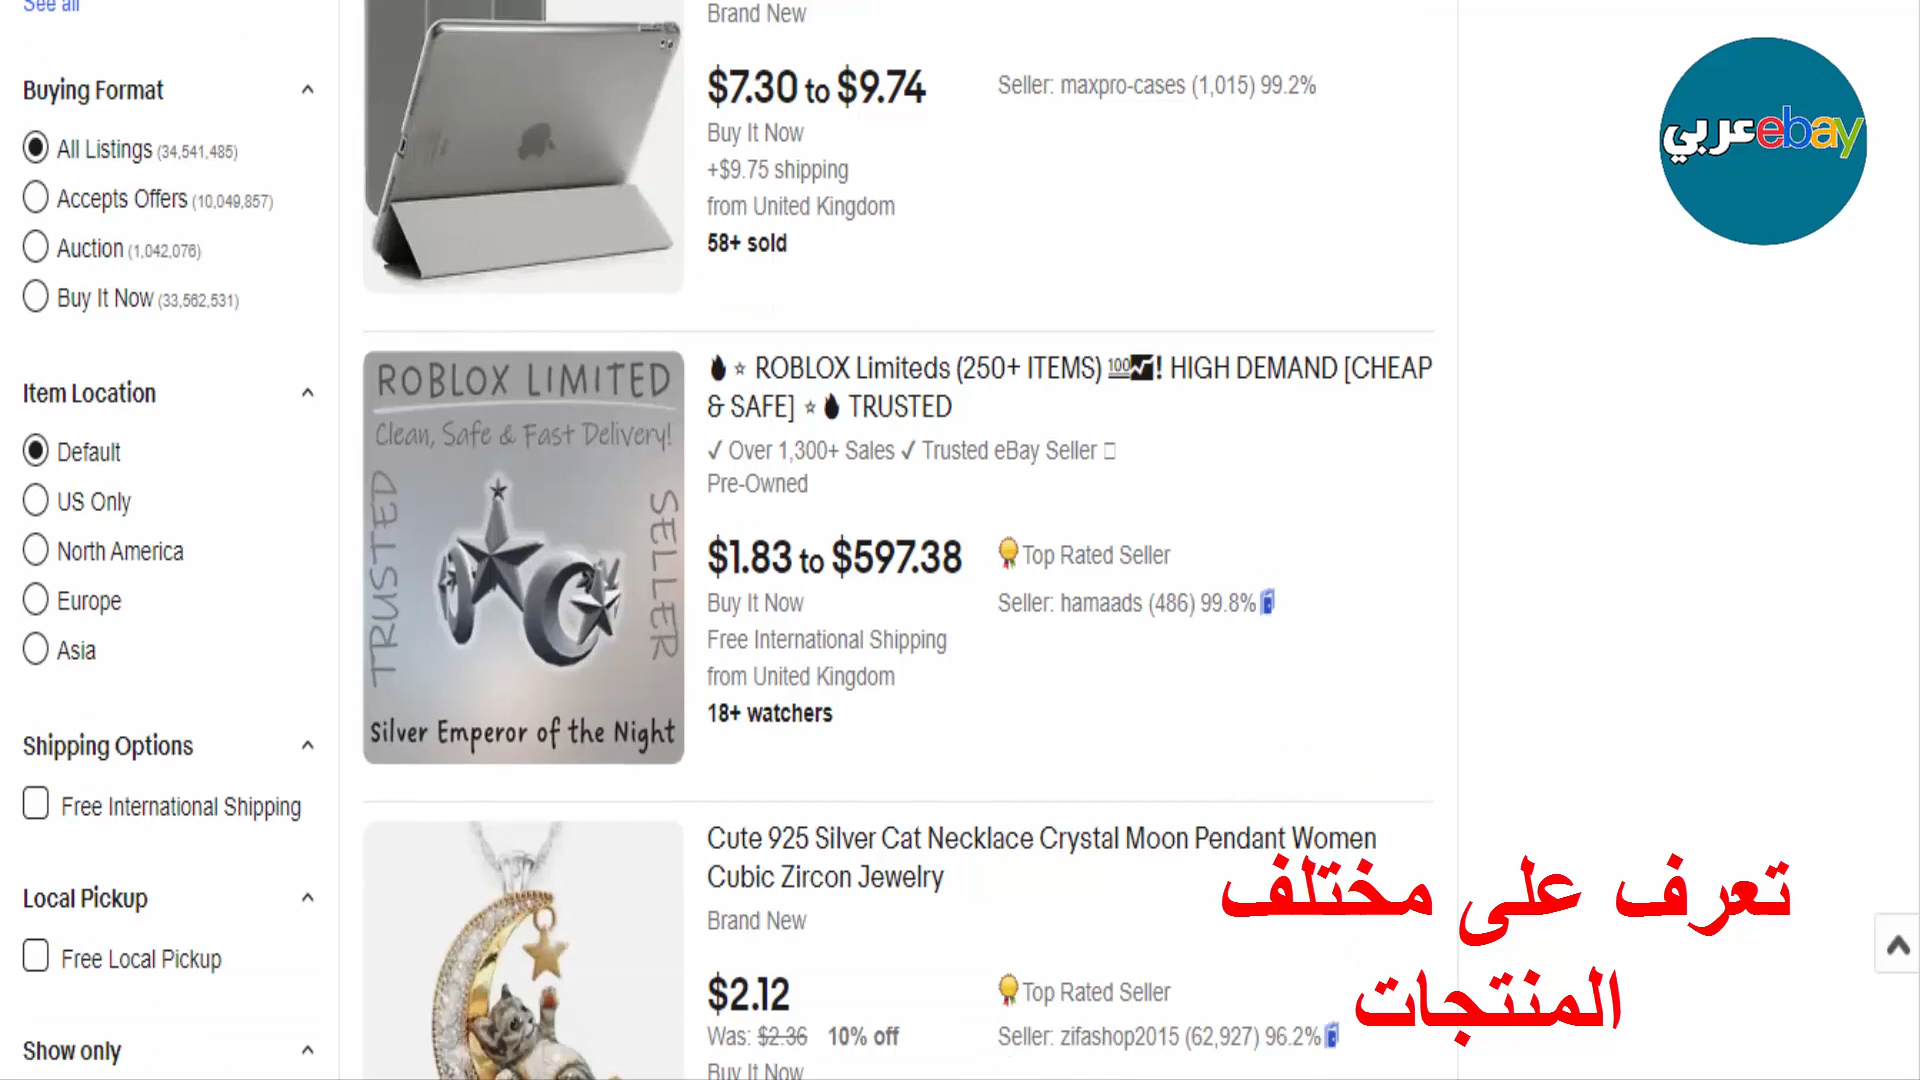 See all
Buying Format
All Listings (34,541,485)
Accepts Offers (10,049,857)
Auction (1,042,076)
Buy It Now (33,562,531)
Item Location
Default
US Only
North America
Europe
Asia
Shipping Options
Free International Shipping
Local Pickup
Free Local Pickup
Show only
Brand New
$7.30 to $9.74
Seller: maxpro-cases (1,015) 99.2%
Buy It Now
+$9.75 shipping
from United Kingdom
58+ sold
ROBLOX LIMITED
Clean, Safe & Fast Delivery!
TRUSTED
SELLER
Silver Emperor of the Night
🔥⭐ ROBLOX Limiteds (250+ ITEMS) 💯📈! HIGH DEMAND [CHEAP
& SAFE] ⭐🔥 TRUSTED
✓ Over 1,300+ Sales ✓ Trusted eBay Seller
Pre-Owned
$1.83 to $597.38
Top Rated Seller
Buy It Now
Seller: hamaads (486) 99.8%
Free International Shipping
from United Kingdom
18+ watchers
Cute 925 Silver Cat Necklace Crystal Moon Pendant Women
Cubic Zircon Jewelry
Brand New
$2.12
Top Rated Seller
Was: $2.36 10% off
Seller: zifashop2015 (62,927) 96.2%
Buy It Now
ebay عربي
تعرف على مختلف
المنتجات